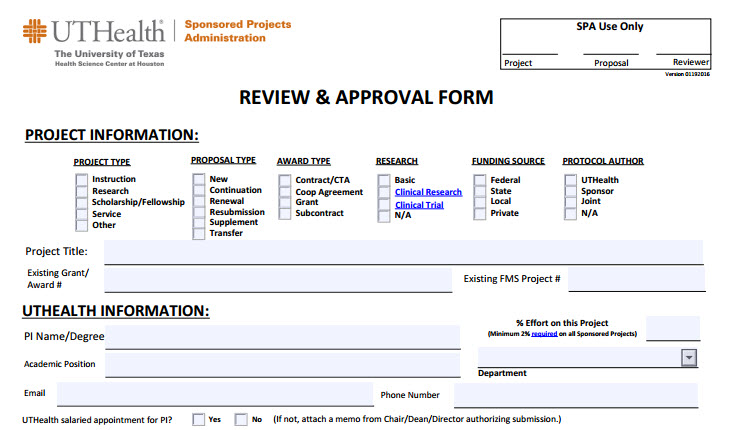 UTHealth® Sponsored Projects
Administration
The University of Texas
Health Science Center at Houston
SPA Use Only
Project Proposal Reviewer
Version 01192016
REVIEW & APPROVAL FORM
PROJECT INFORMATION:
PROJECT TYPE
Instruction
Research
Scholarship/Fellowship
Service
Other
PROPOSAL TYPE
New
Continuation
Renewal
Resubmission
Supplement
Transfer
AWARD TYPE
Contract/CTA
Coop Agreement
Grant
Subcontract
RESEARCH
Basic
Clinical Research
Clinical Trial
N/A
FUNDING SOURCE
Federal
State
Local
Private
PROTOCOL AUTHOR
UTHealth
Sponsor
Joint
N/A
Project Title:
Existing Grant/
Award #
Existing FMS Project #
UTHEALTH INFORMATION:
PI Name/Degree
% Effort on this Project
(Minimum 2% required on all Sponsored Projects)
Academic Position
Department
Email
Phone Number
UTHealth salaried appointment for PI? Yes No (If not, attach a memo from Chair/Dean/Director authorizing submission.)